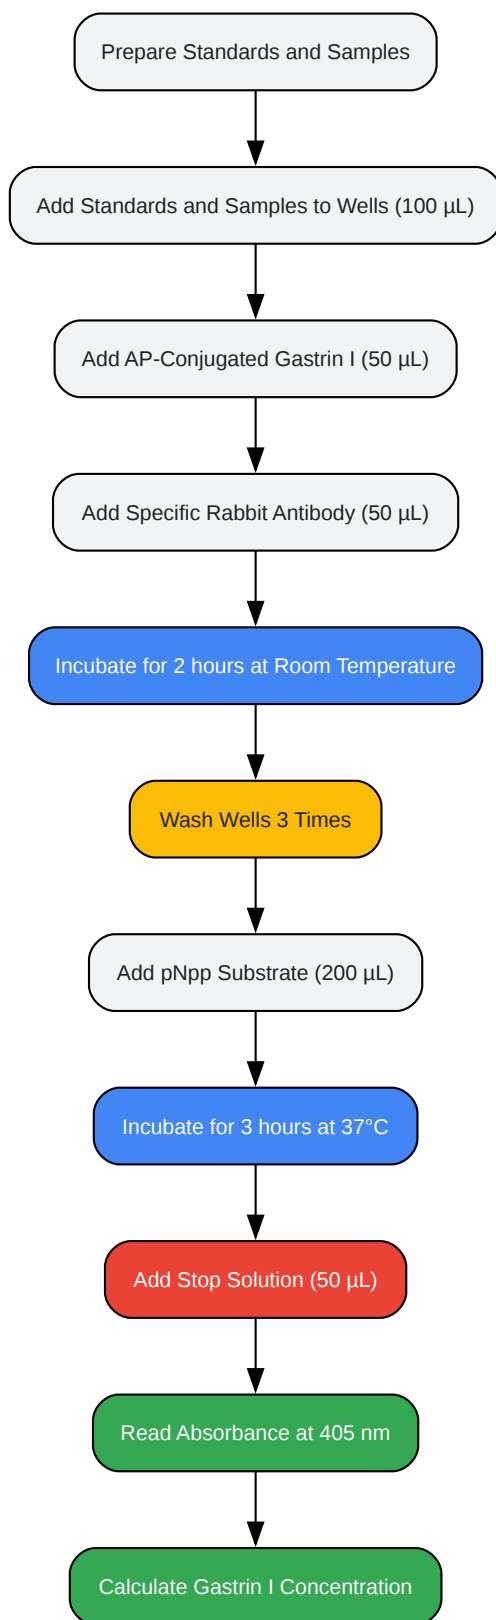 Prepare Standards and Samples
Add Standards and Samples to Wells (100 µL)
Add AP-Conjugated Gastrin I (50 µL)
Add Specific Rabbit Antibody (50 µL)
Incubate for 2 hours at Room Temperature
Wash Wells 3 Times
Add pNpp Substrate (200 µL)
Incubate for 3 hours at 37°C
Add Stop Solution (50 µL)
Read Absorbance at 405 nm
Calculate Gastrin I Concentration